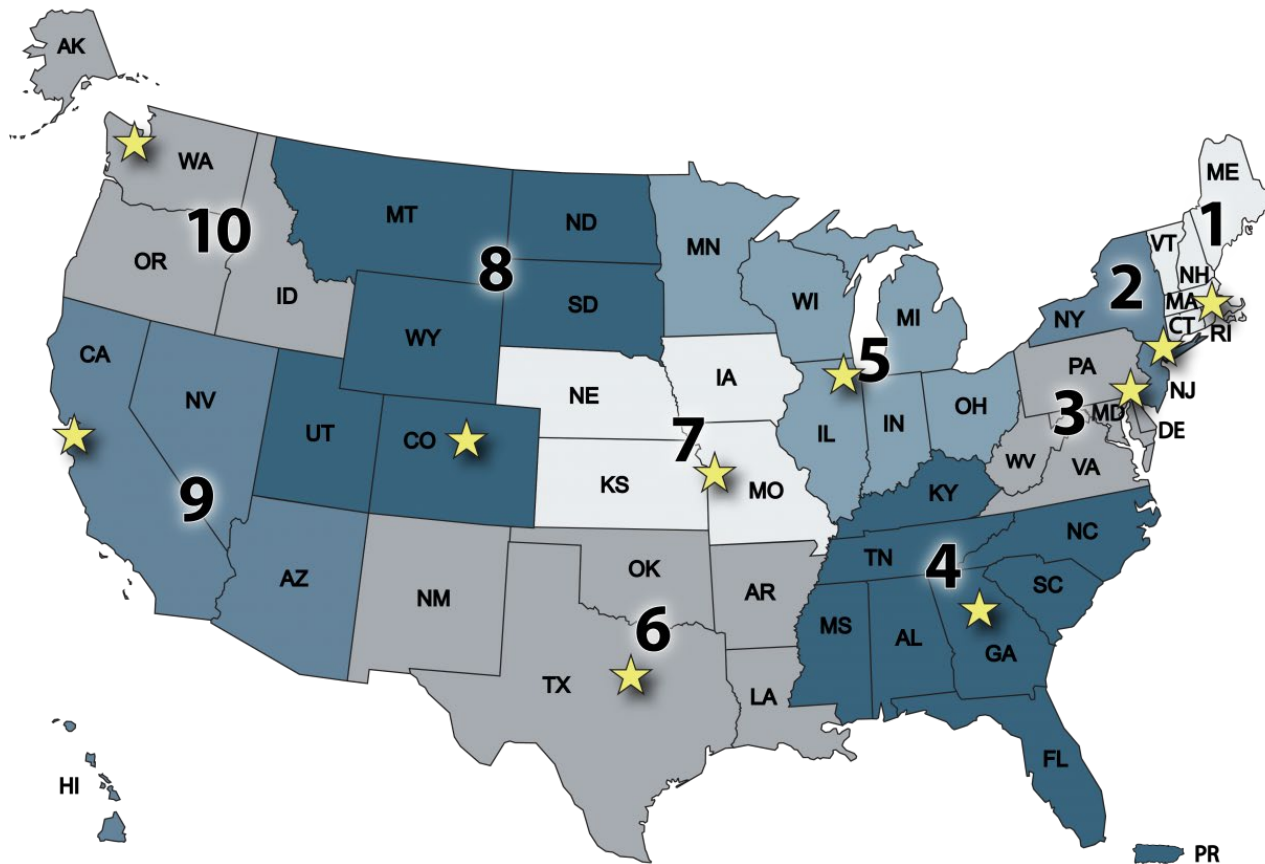 AK
WA
10
OR
ID
MT
8
ND
SD
WY
MN
WI
MI
5
IL
IN
OH
ME
1
VT
NH
MA
CT
RI
2
NY
NJ
PA
3
MD
DE
WV
VA
CA
NV
9
AZ
UT
CO
NE
IA
7
KS
MO
KY
TN
NC
4
SC
MS
AL
GA
FL
NM
OK
AR
6
TX
LA
HI
PR